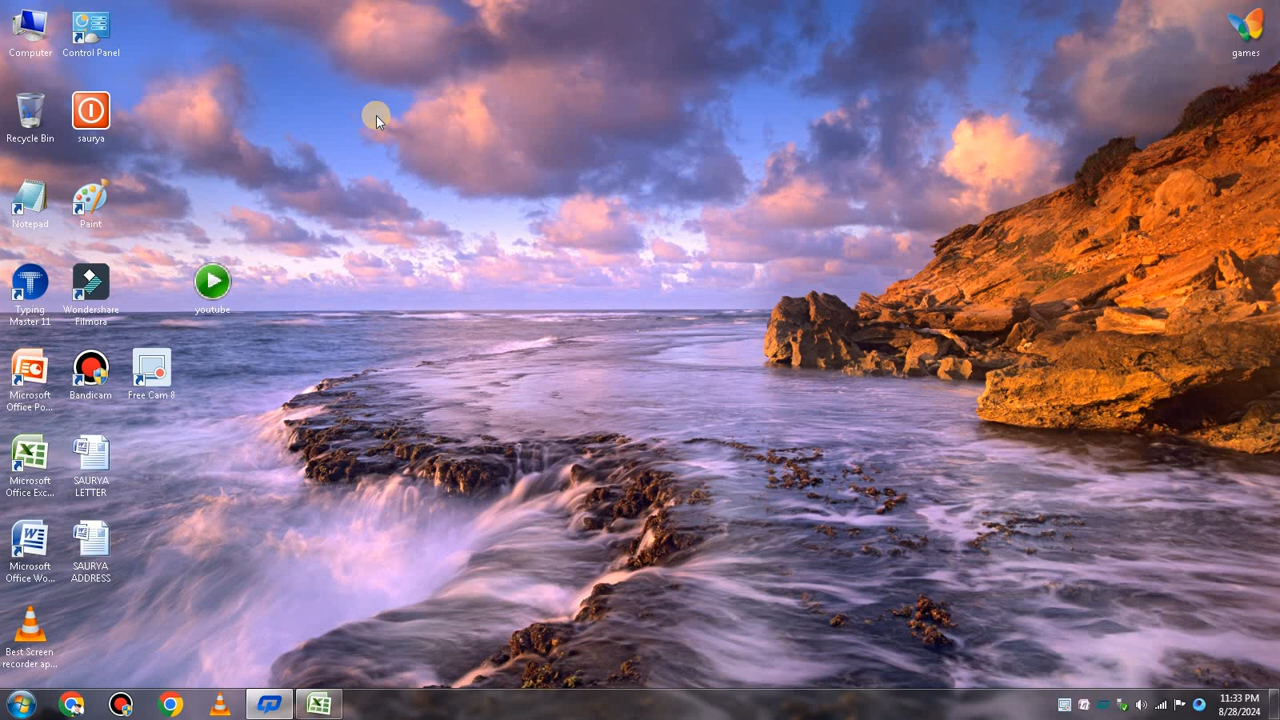 Computer
Control Panel
games
Recycle Bin
saurya
Notepad
Paint
Typing
Master 11
Wondershare
Filmora
youtube
Microsoft
Office Po...
Bandicam
Free Cam 8
Microsoft
Office Exc...
SAURYA
LETTER
Microsoft
Office Wo...
SAURYA
ADDRESS
Best Screen
recorder ap...
11:33 PM
8/28/2024